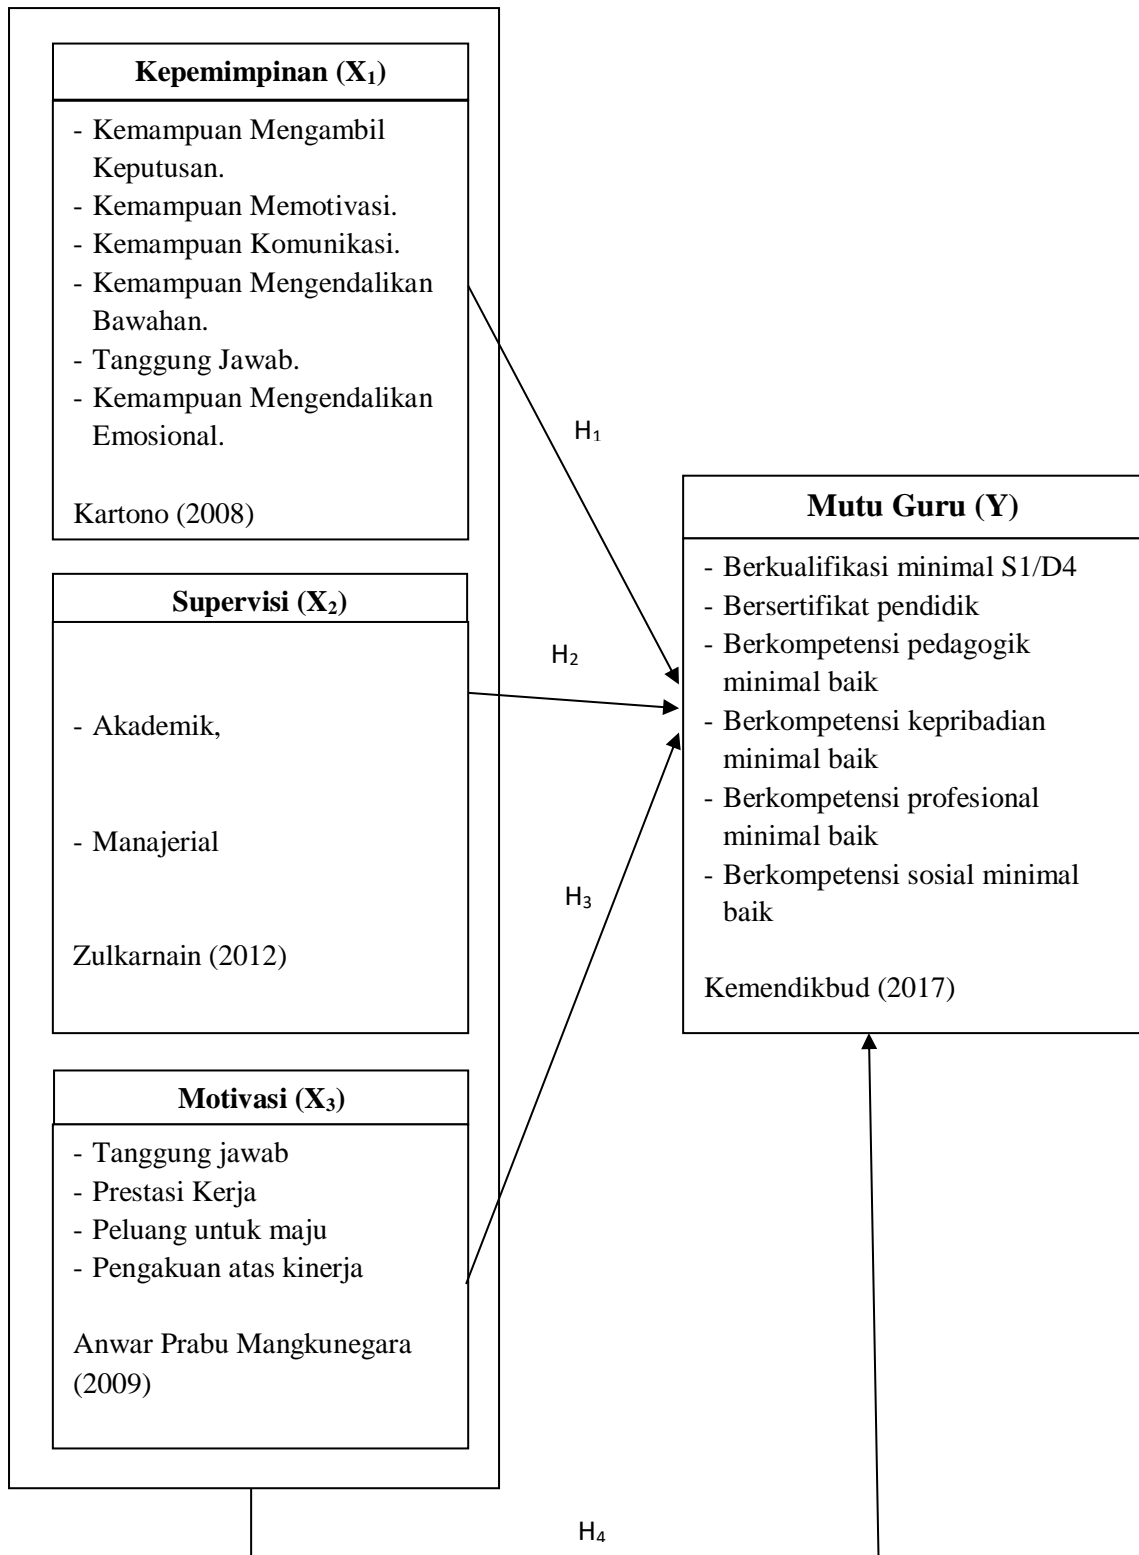 Kepemimpinan (X₁)
- Kemampuan Mengambil
Keputusan.
- Kemampuan Memotivasi.
- Kemampuan Komunikasi.
- Kemampuan Mengendalikan
Bawahan.
- Tanggung Jawab.
- Kemampuan Mengendalikan
Emosional.
Kartono (2008)
H₁
Supervisi (X₂)
- Akademik,
- Manajerial
Zulkarnain (2012)
H₂
Motivasi (X₃)
- Tanggung jawab
- Prestasi Kerja
- Peluang untuk maju
- Pengakuan atas kinerja
Anwar Prabu Mangkunegara
(2009)
H₃
Mutu Guru (Y)
- Berkualifikasi minimal S1/D4
- Bersertifikat pendidik
- Berkompetensi pedagogik
minimal baik
- Berkompetensi kepribadian
minimal baik
- Berkompetensi profesional
minimal baik
- Berkompetensi sosial minimal
baik
Kemendikbud (2017)
H₄